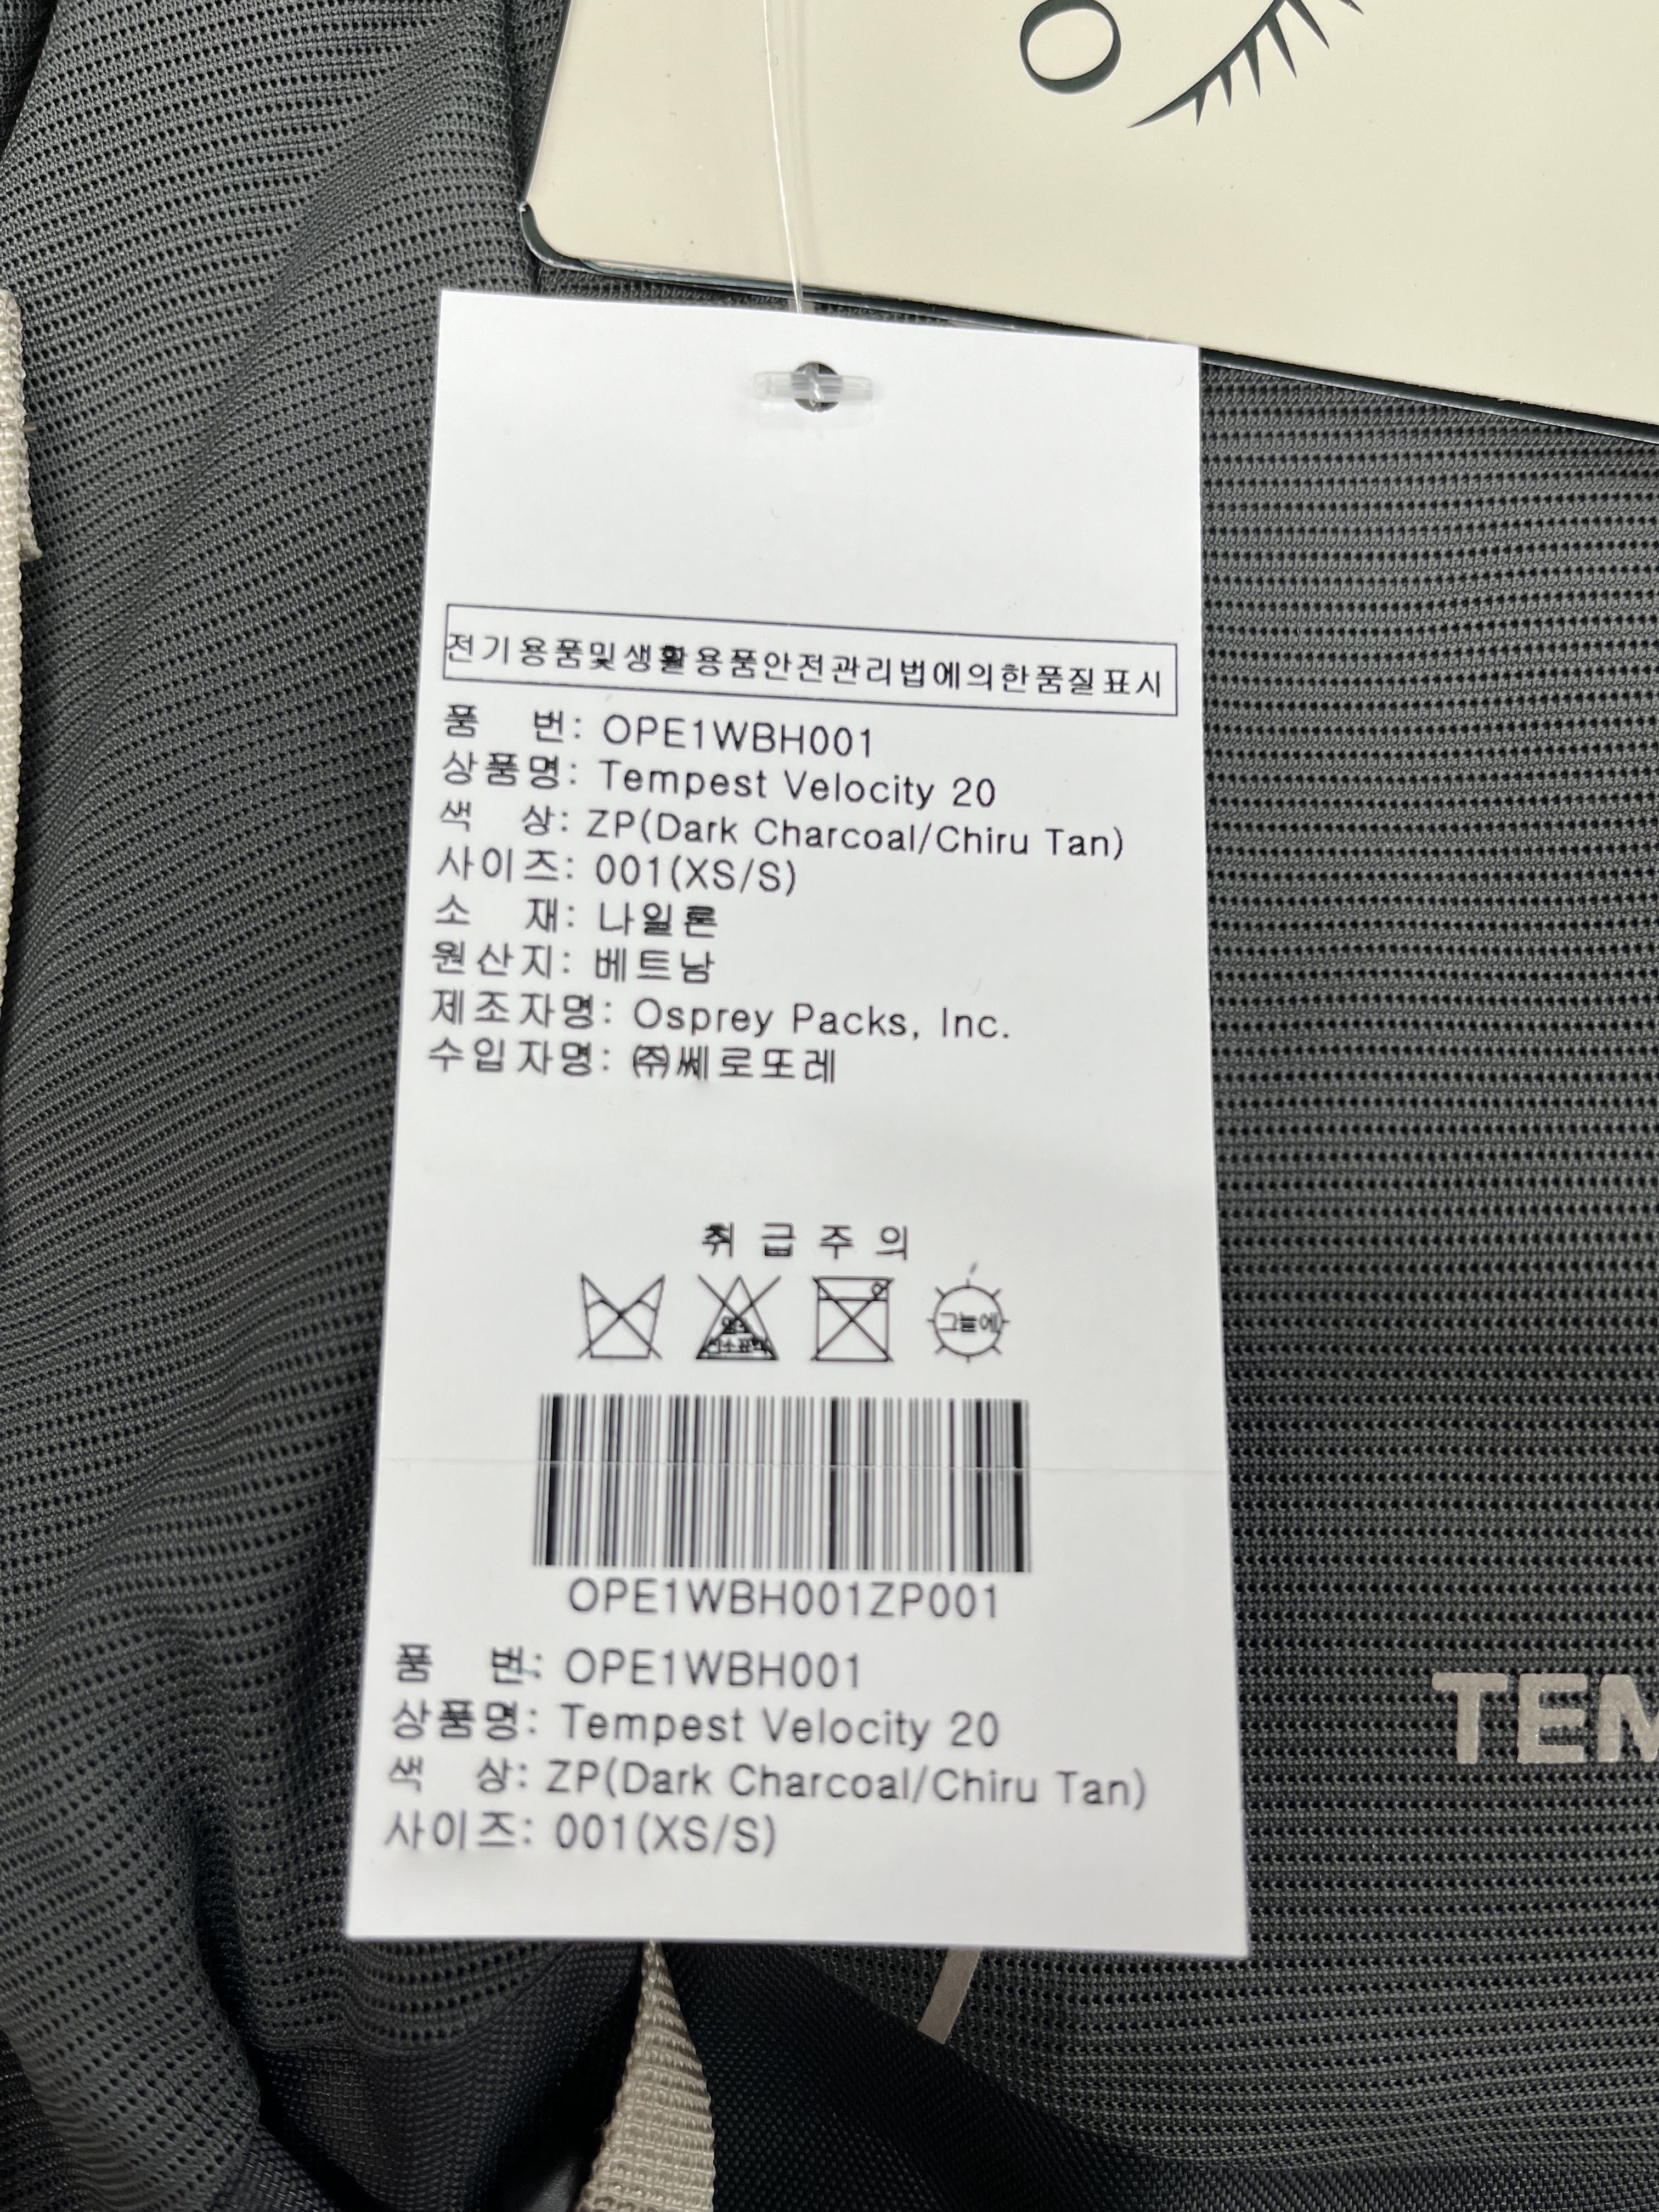 O
전기용품및생활용품안전관리법에의한품질표시
품 번: OPE1WBH001
상품명: Tempest Velocity 20
색 상: ZP(Dark Charcoal/Chiru Tan)
사이즈: 001(XS/S)
소 재: 나일론
원산지: 베트남
제조자명: Osprey Packs, Inc.
수입자명: ㈜쎄로또레
취급주의
그늘에
OPE1WBH001ZP001
품 번: OPE1WBH001
상품명: Tempest Velocity 20
색 상: ZP(Dark Charcoal/Chiru Tan)
사이즈: 001(XS/S)
TEM